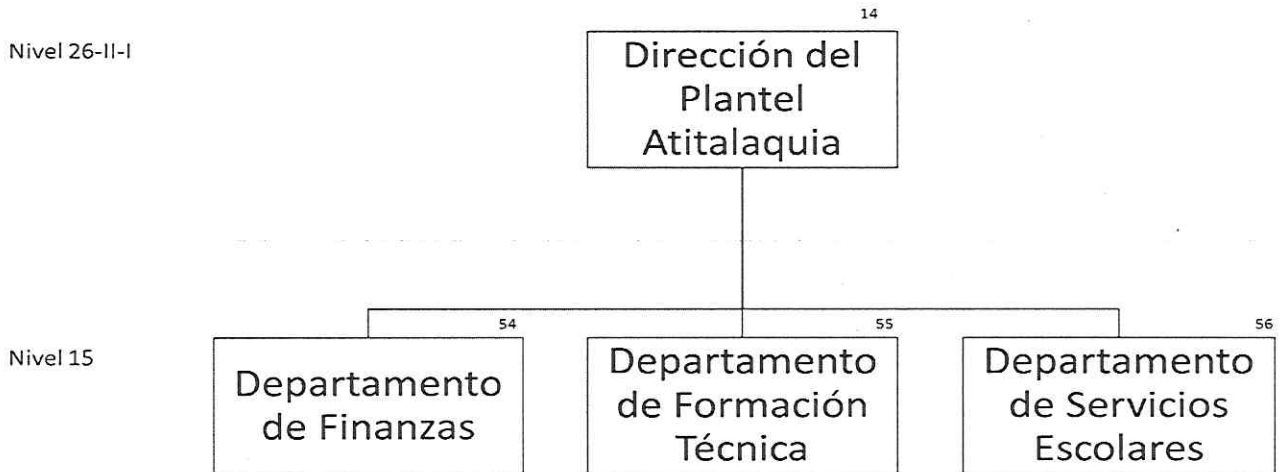 14
Nivel 26-II-I
Dirección del
Plantel
Atitalaquia
54
55
56
Nivel 15
Departamento
de Finanzas
Departamento
de Formación
Técnica
Departamento
de Servicios
Escolares